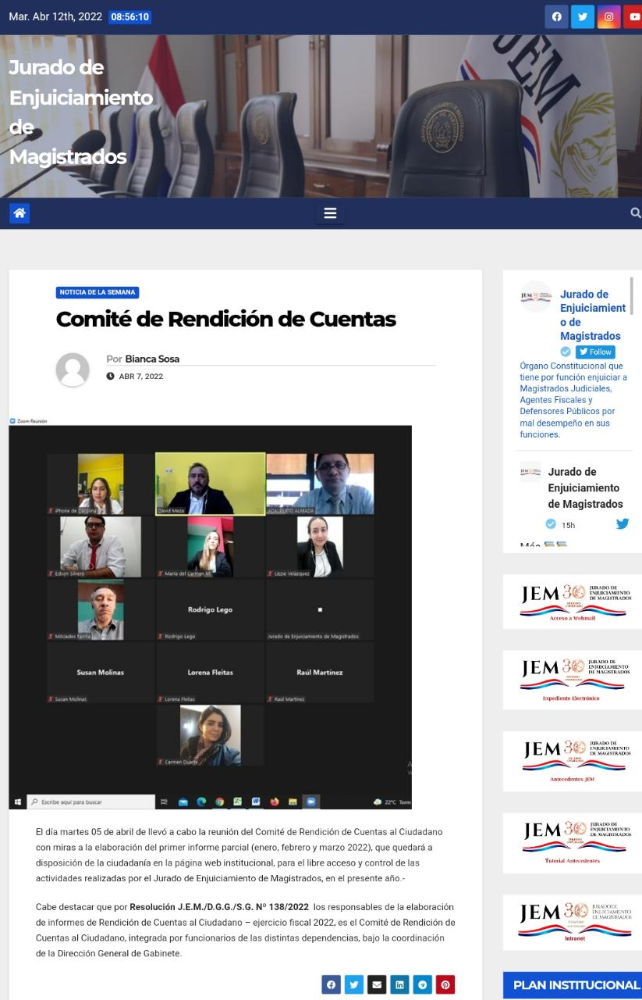 Mar. Abr 12th, 2022 08:56:10
Jurado de
Enjuiciamiento
de
Magistrados
JEM
NOTICIA DE LA SEMANA
Comité de Rendición de Cuentas
Por Bianca Sosa
ABR 7, 2022
Zoom Reunión
iPhone de Carolina
David Meza
ADALBERTO ALMADA
Edson Silvero
María del Carmen M.
Lizzie Velázquez
Milciades Fariña
Rodrigo Lego
Rodrigo Lego
Jurado de Enjuiciamiento de Magistrados
Susan Molinas
Lorena Fleitas
Raúl Martínez
Susan Molinas
Lorena Fleitas
Raúl Martínez
Carmen Duarte
Escribe aquí para buscar
22°C
El día martes 05 de abril de llevó a cabo la reunión del Comité de Rendición de Cuentas al Ciudadano
con miras a la elaboración del primer informe parcial (enero, febrero y marzo 2022), que quedará a
disposición de la ciudadanía en la página web institucional, para el libre acceso y control de las
actividades realizadas por el Jurado de Enjuiciamiento de Magistrados, en el presente año.-
Cabe destacar que por Resolución J.E.M./D.G.G./S.G. Nº 138/2022 los responsables de la elaboración
de informes de Rendición de Cuentas al Ciudadano – ejercicio fiscal 2022, es el Comité de Rendición de
Cuentas al Ciudadano, integrada por funcionarios de las distintas dependencias, bajo la coordinación
de la Dirección General de Gabinete.
Jurado de
Enjuiciamient
o de
Magistrados
Follow
Órgano Constitucional que
tiene por función enjuiciar a
Magistrados Judiciales,
Agentes Fiscales y
Defensores Públicos por
mal desempeño en sus
funciones.
Jurado de
Enjuiciamiento
de Magistrados
15h
JEM 30 JURADO DE
ENJUICIAMIENTO
DE MAGISTRADOS
Acceso a Webmail
JEM 30 JURADO DE
ENJUICIAMIENTO
DE MAGISTRADOS
Expediente Electrónico
JEM 30 JURADO DE
ENJUICIAMIENTO
DE MAGISTRADOS
Antecedentes JEM
JEM 30 JURADO DE
ENJUICIAMIENTO
DE MAGISTRADOS
Tutorial Antecedentes
JEM 30 JURADO DE
ENJUICIAMIENTO
DE MAGISTRADOS
Intranet
PLAN INSTITUCIONAL